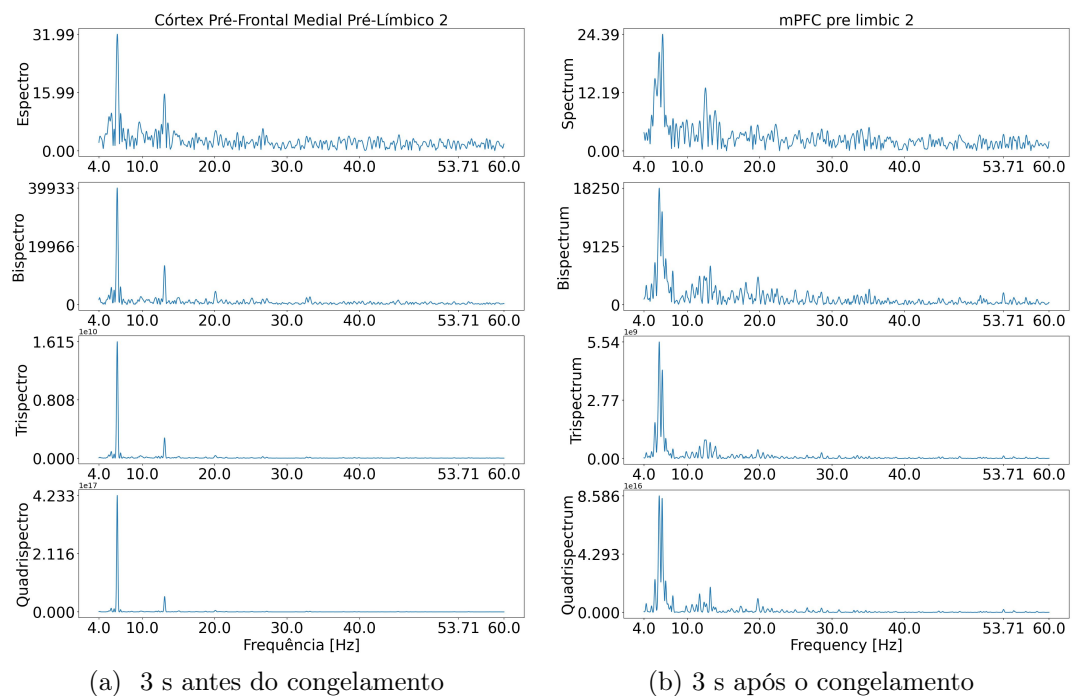 Córtex Pré-Frontal Medial Pré-Límbico 2
31.99
15.99
0.00
Espectro
4.0 10.0 20.0 30.0 40.0 53.71 60.0
39933
19966
0
Bispectro
4.0 10.0 20.0 30.0 40.0 53.71 60.0
1e10
1.615
0.808
0.000
Trispectro
4.0 10.0 20.0 30.0 40.0 53.71 60.0
1e17
4.233
2.116
0.000
Quadrispectro
4.0 10.0 20.0 30.0 40.0 53.71 60.0
Frequência [Hz]
(a) 3 s antes do congelamento
mPFC pre limbic 2
24.39
12.19
0.00
Spectrum
4.0 10.0 20.0 30.0 40.0 53.71 60.0
18250
9125
0
Bispectrum
4.0 10.0 20.0 30.0 40.0 53.71 60.0
1e9
5.54
2.77
0.00
Trispectrum
4.0 10.0 20.0 30.0 40.0 53.71 60.0
1e16
8.586
4.293
0.000
Quadrispectrum
4.0 10.0 20.0 30.0 40.0 53.71 60.0
Frequency [Hz]
(b) 3 s após o congelamento